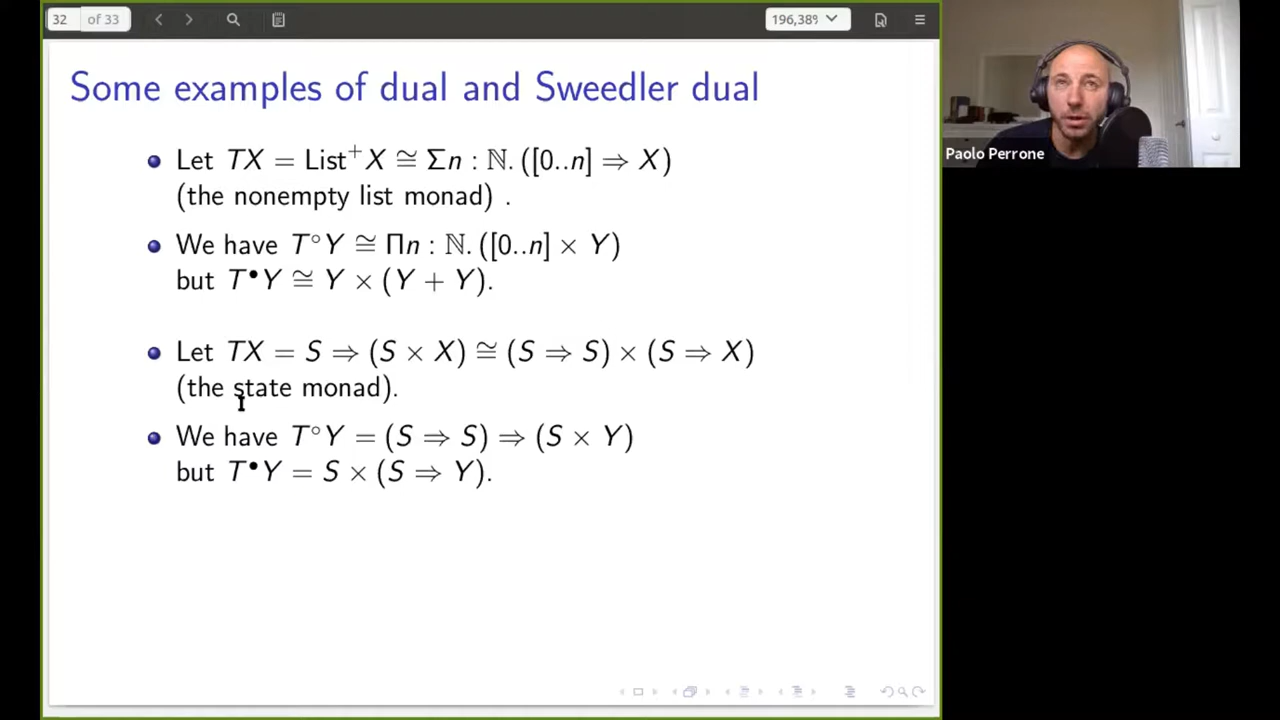 32 of 33
196,38%
Some examples of dual and Sweedler dual
Let TX = List⁺X ≅ Σn : ℕ. ([0..n] ⇒ X)
(the nonempty list monad) .
We have T°Y ≅ Πn : ℕ. ([0..n] × Y)
but T•Y ≅ Y × (Y + Y).
Let TX = S ⇒ (S × X) ≅ (S ⇒ S) × (S ⇒ X)
(the state monad).
We have T°Y = (S ⇒ S) ⇒ (S × Y)
but T•Y = S × (S ⇒ Y).
Paolo Perrone